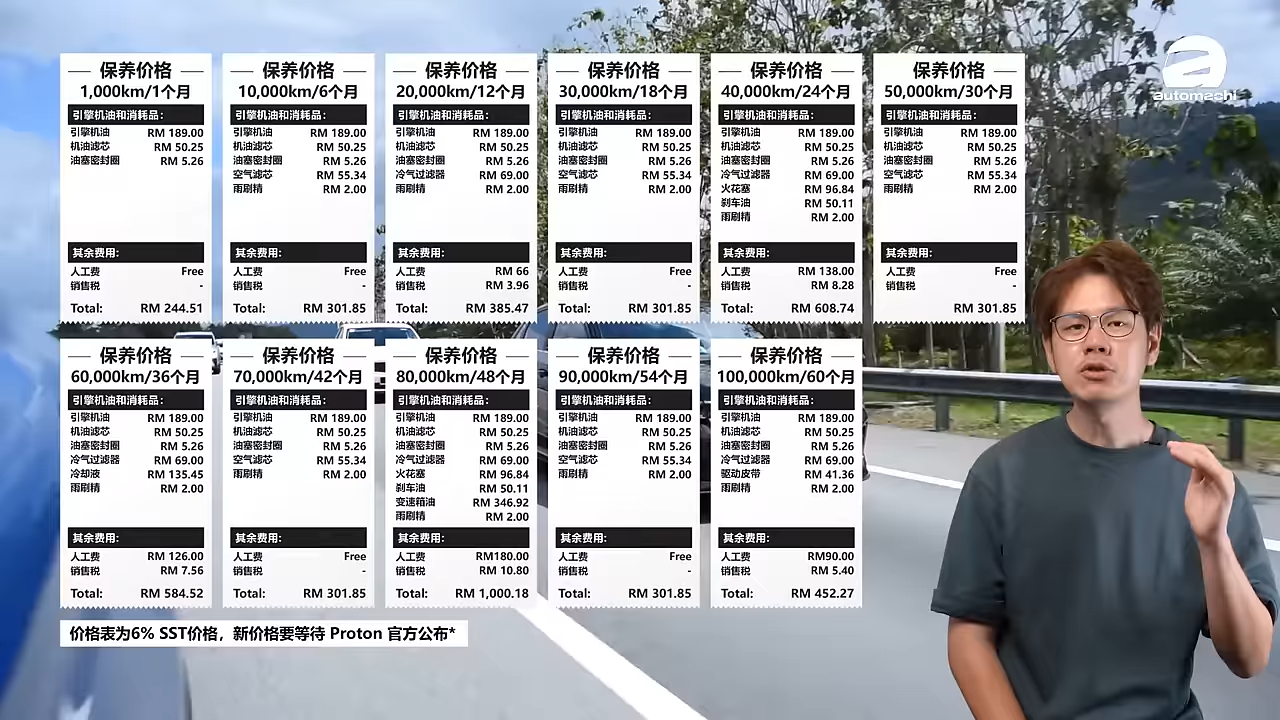 automachi
保养价格
1,000km/1个月
引擎机油和消耗品:
引擎机油 RM 189.00
机油滤芯 RM 50.25
油塞密封圈 RM 5.26
其余费用:
人工费 Free
销售税 -
Total: RM 244.51
保养价格
10,000km/6个月
引擎机油和消耗品:
引擎机油 RM 189.00
机油滤芯 RM 50.25
油塞密封圈 RM 5.26
空气滤芯 RM 55.34
雨刷精 RM 2.00
其余费用:
人工费 Free
销售税 -
Total: RM 301.85
保养价格
20,000km/12个月
引擎机油和消耗品:
引擎机油 RM 189.00
机油滤芯 RM 50.25
油塞密封圈 RM 5.26
冷气过滤器 RM 69.00
雨刷精 RM 2.00
其余费用:
人工费 RM 66
销售税 RM 3.96
Total: RM 385.47
保养价格
30,000km/18个月
引擎机油和消耗品:
引擎机油 RM 189.00
机油滤芯 RM 50.25
油塞密封圈 RM 5.26
空气滤芯 RM 55.34
雨刷精 RM 2.00
其余费用:
人工费 Free
销售税 -
Total: RM 301.85
保养价格
40,000km/24个月
引擎机油和消耗品:
引擎机油 RM 189.00
机油滤芯 RM 50.25
油塞密封圈 RM 5.26
冷气过滤器 RM 69.00
火花塞 RM 96.84
刹车油 RM 50.11
雨刷精 RM 2.00
其余费用:
人工费 RM 138.00
销售税 RM 8.28
Total: RM 608.74
保养价格
50,000km/30个月
引擎机油和消耗品:
引擎机油 RM 189.00
机油滤芯 RM 50.25
油塞密封圈 RM 5.26
空气滤芯 RM 55.34
雨刷精 RM 2.00
其余费用:
人工费 Free
销售税 -
Total: RM 301.85
保养价格
60,000km/36个月
引擎机油和消耗品:
引擎机油 RM 189.00
机油滤芯 RM 50.25
油塞密封圈 RM 5.26
冷气过滤器 RM 69.00
冷却液 RM 135.45
雨刷精 RM 2.00
其余费用:
人工费 RM 126.00
销售税 RM 7.56
Total: RM 584.52
保养价格
70,000km/42个月
引擎机油和消耗品:
引擎机油 RM 189.00
机油滤芯 RM 50.25
油塞密封圈 RM 5.26
空气滤芯 RM 55.34
雨刷精 RM 2.00
其余费用:
人工费 Free
销售税 -
Total: RM 301.85
保养价格
80,000km/48个月
引擎机油和消耗品:
引擎机油 RM 189.00
机油滤芯 RM 50.25
油塞密封圈 RM 5.26
冷气过滤器 RM 69.00
火花塞 RM 96.84
刹车油 RM 50.11
变速箱油 RM 346.92
雨刷精 RM 2.00
其余费用:
人工费 RM180.00
销售税 RM 10.80
Total: RM 1,000.18
保养价格
90,000km/54个月
引擎机油和消耗品:
引擎机油 RM 189.00
机油滤芯 RM 50.25
油塞密封圈 RM 5.26
空气滤芯 RM 55.34
雨刷精 RM 2.00
其余费用:
人工费 Free
销售税 -
Total: RM 301.85
保养价格
100,000km/60个月
引擎机油和消耗品:
引擎机油 RM 189.00
机油滤芯 RM 50.25
油塞密封圈 RM 5.26
冷气过滤器 RM 69.00
驱动皮带 RM 41.36
雨刷精 RM 2.00
其余费用:
人工费 RM90.00
销售税 RM 5.40
Total: RM 452.27
价格表为6% SST价格，新价格要等待 Proton 官方公布*